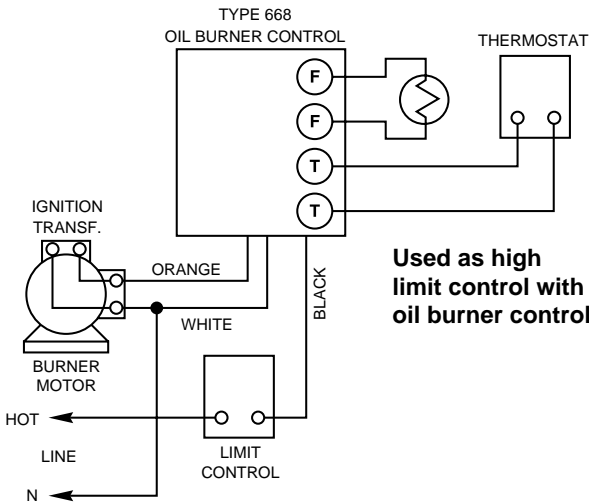 TYPE 668
OIL BURNER CONTROL
THERMOSTAT
F
F
T
T
IGNITION
TRANSF.
ORANGE
WHITE
BLACK
Used as high
limit control with
oil burner control
BURNER
MOTOR
HOT
LINE
N
LIMIT
CONTROL